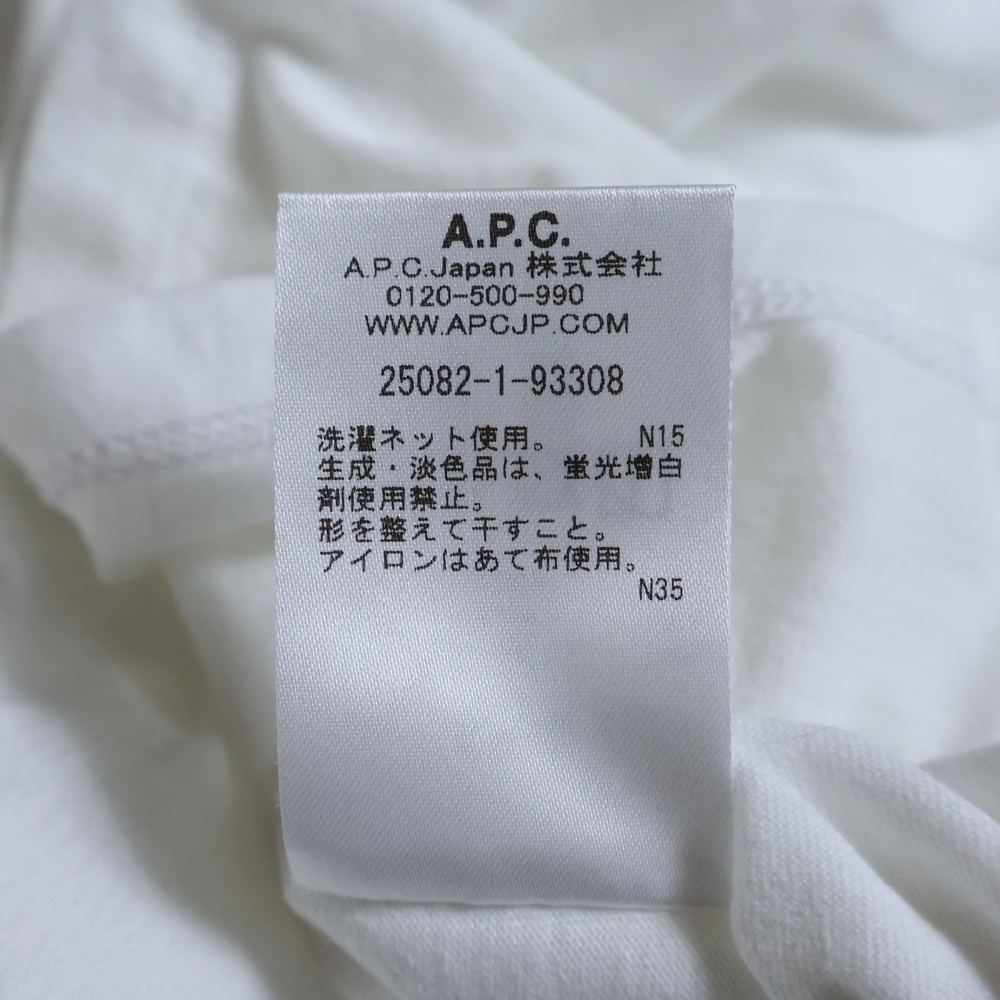 A.P.C.
A.P.C.Japan 株式会社
0120-500-990
WWW.APCJP.COM
25082-1-93308
洗濯ネット使用。 N15
生成・淡色品は、蛍光増白
剤使用禁止。
形を整えて干すこと。
アイロンはあて布使用。
N35